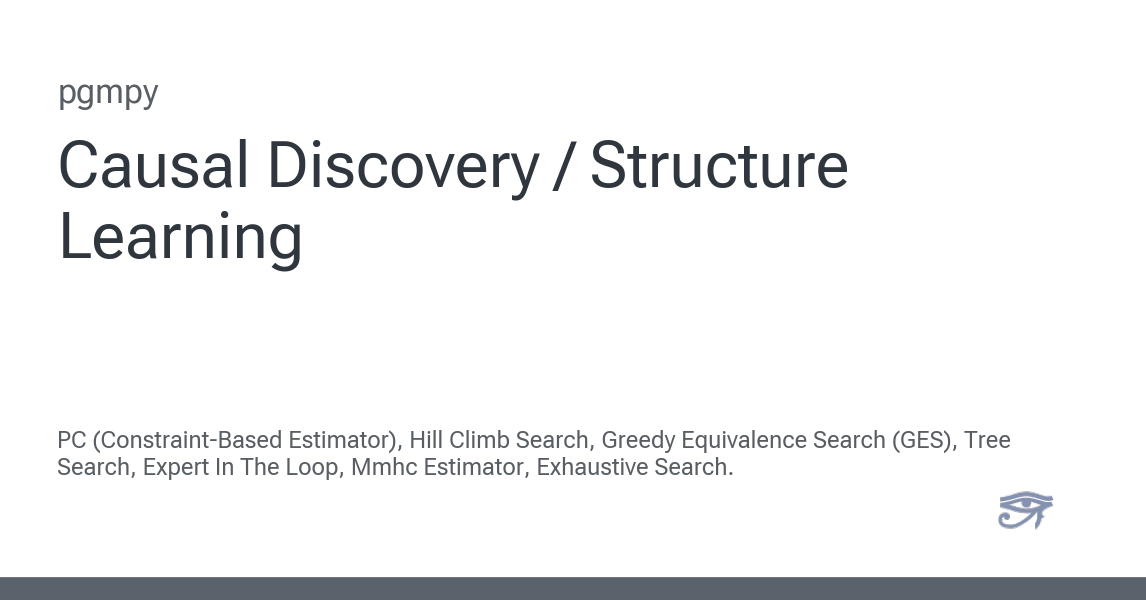 pgmpy
Causal Discovery / Structure
Learning
PC (Constraint-Based Estimator), Hill Climb Search, Greedy Equivalence Search (GES), Tree
Search, Expert In The Loop, Mmhc Estimator, Exhaustive Search.